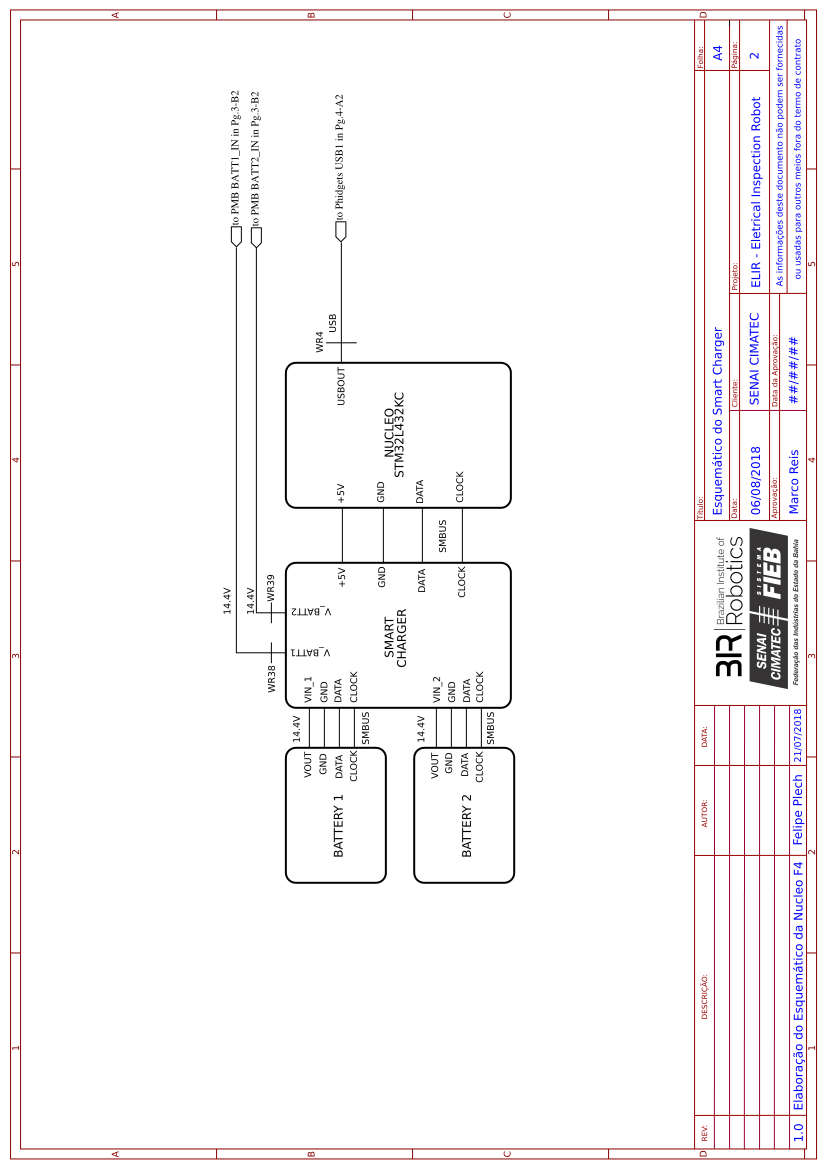 1
2
3
4
5
A
B
C
D
to PMB BATT1_IN in Pg.3-B2
to PMB BATT2_IN in Pg.3-B2
to Phidgets USB1 in Pg.4-A2
14.4V
14.4V
WR38
WR39
V_BATT1
V_BATT2
WR4
USB
USBOUT
NUCLEO
STM32L432KC
+5V
GND
DATA
CLOCK
SMBUS
+5V
GND
DATA
CLOCK
SMART
CHARGER
VIN_1
GND
DATA
CLOCK
VIN_2
GND
DATA
CLOCK
14.4V
SMBUS
14.4V
SMBUS
VOUT
GND
DATA
CLOCK
BATTERY 1
VOUT
GND
DATA
CLOCK
BATTERY 2
REV:
DESCRIÇÃO:
AUTOR:
DATA:
1.0
Elaboração do Esquemático da Nucleo F4
Felipe Plech
21/07/2018
BIR
Brazilian Institute of
Robotics
SENAI
CIMATEC
SISTEMA
FIEB
Federação das Indústrias do Estado da Bahia
Título:
Esquemático do Smart Charger
Folha:
A4
Data:
06/08/2018
Cliente:
SENAI CIMATEC
Projeto:
ELIR - Eletrical Inspection Robot
Página:
2
Aprovação:
Marco Reis
Data da Aprovação:
##/##/##
As informações deste documento não podem ser fornecidas
ou usadas para outros meios fora do termo de contrato
1
2
3
4
5
A
B
C
D